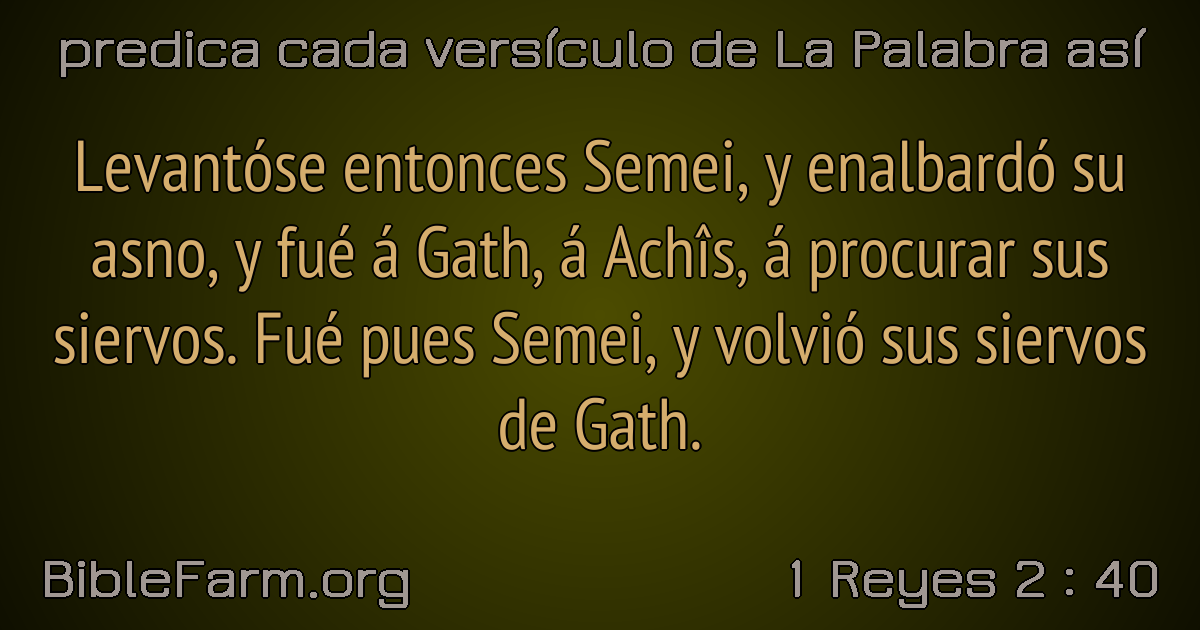 predica cada versículo de La Palabra así
Levantóse entonces Semei, y enalbardó su
asno, y fué á Gath, á Achîs, á procurar sus
siervos. Fué pues Semei, y volvió sus siervos
de Gath.
BibleFarm.org
1 Reyes 2 : 40